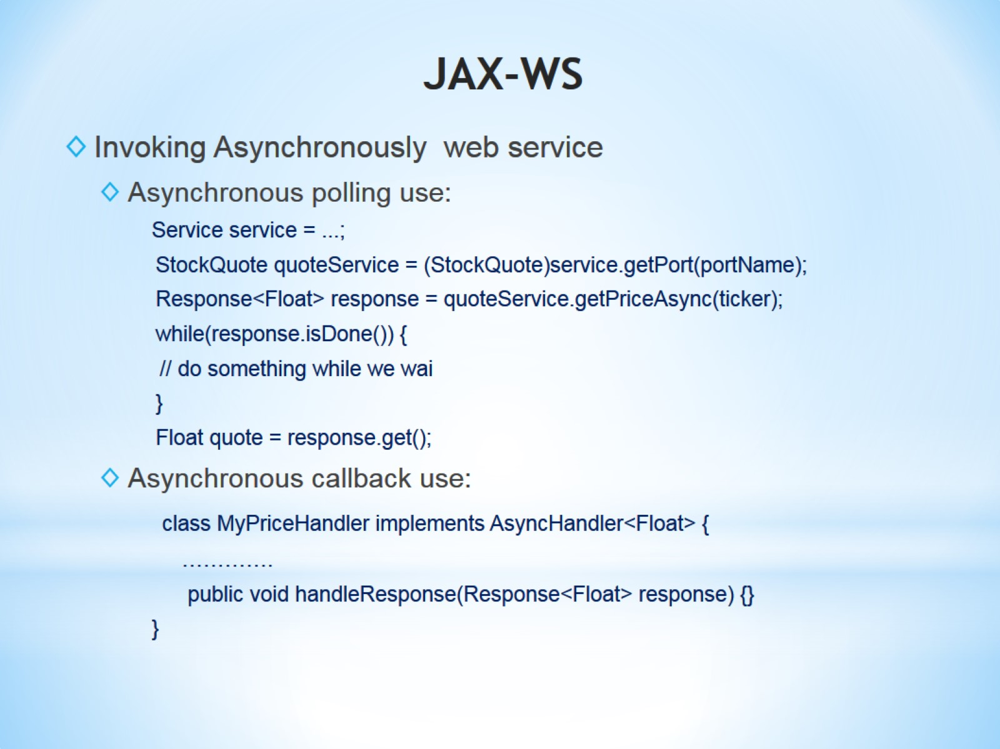 JAX-WS
Invoking Asynchronously  web service
Asynchronous polling use:
Service service = ...;
StockQuote quoteService = (StockQuote)service.getPort(portName);
Response<Float> response = quoteService.getPriceAsync(ticker);
while(response.isDone()) {
// do something while we wai
}
Float quote = response.get();
Asynchronous callback use:
class MyPriceHandler implements AsyncHandler<Float> {
.............
public void handleResponse(Response<Float> response) {}
}